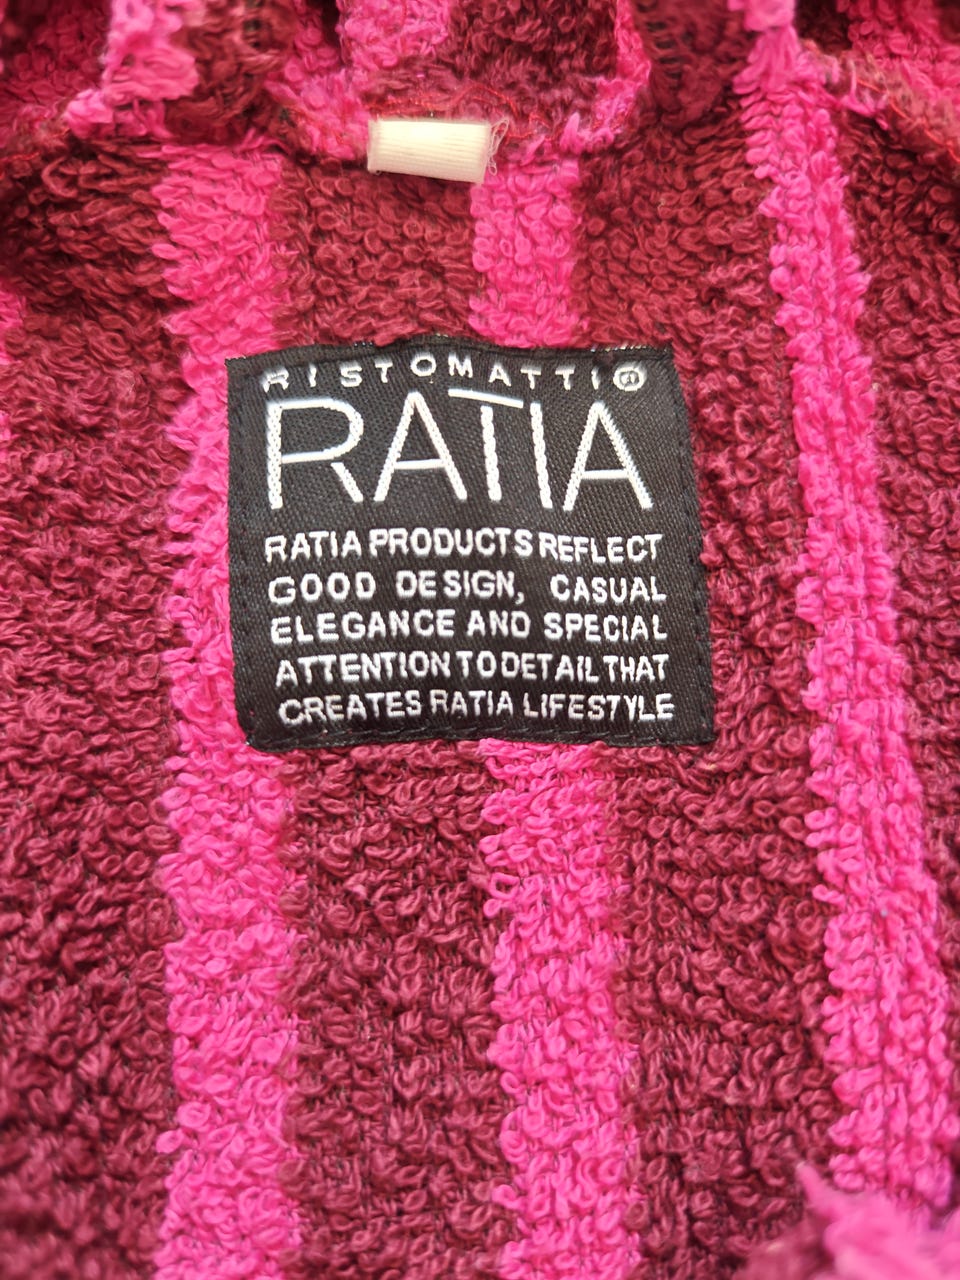 RISTOMATTI®
RATIA
RATIA PRODUCTS REFLECT
GOOD DESIGN, CASUAL
ELEGANCE AND SPECIAL
ATTENTION TO DETAIL THAT
CREATES RATIA LIFESTYLE